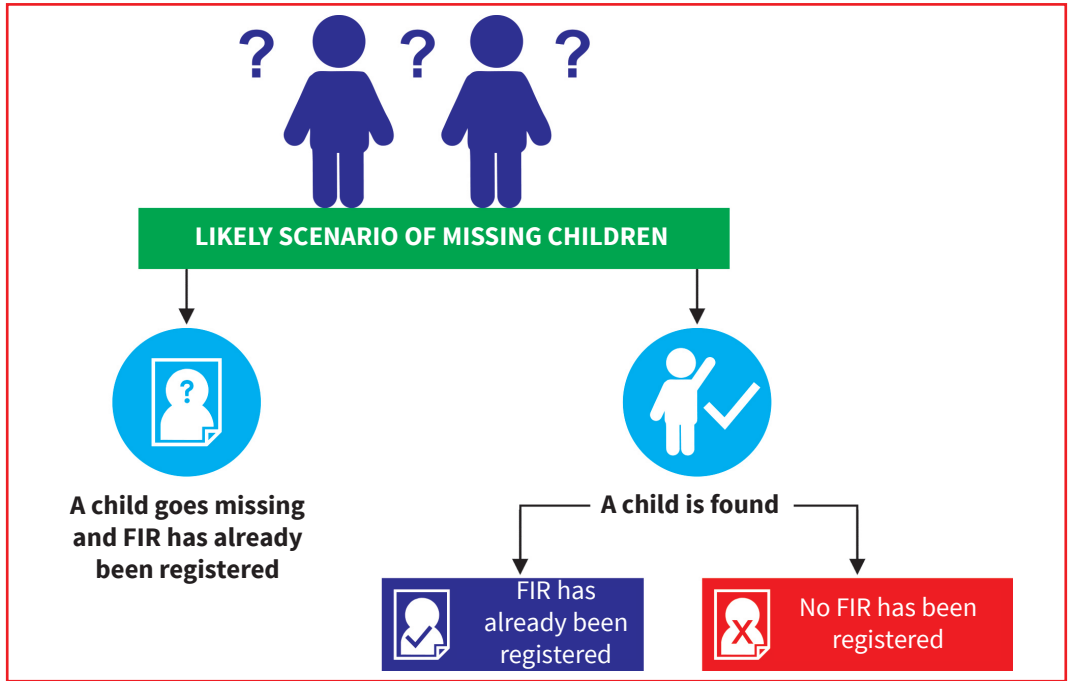 ? ? ?
LIKELY SCENARIO OF MISSING CHILDREN
?
A child goes missing
and FIR has already
been registered
A child is found
FIR has
already been
registered
No FIR has been
registered